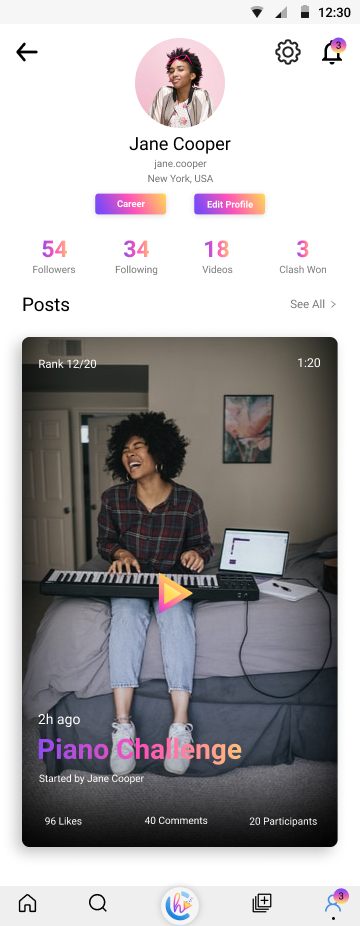 12:30
3
Jane Cooper
jane.cooper
New York, USA
Career
Edit Profile
54
34
18
3
Followers
Following
Videos
Clash Won
Posts
See All >
Rank 12/20
1:20
2h ago
Piano Challenge
Started by Jane Cooper
96 Likes
40 Comments
20 Participants
3